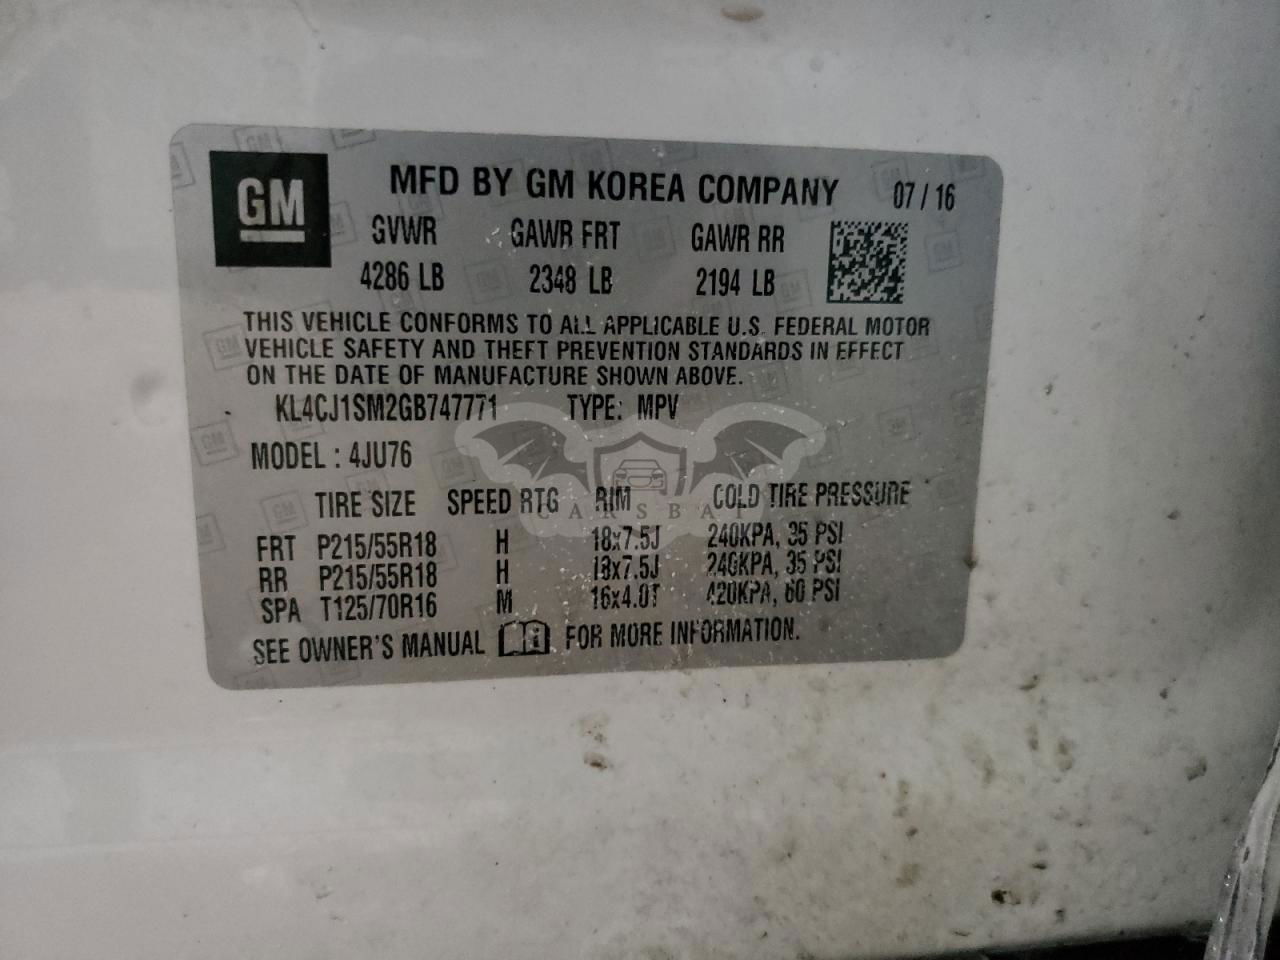 GM MFD BY GM KOREA COMPANY 07 / 16
GVWR GAWR FRT GAWR RR
4286 LB 2348 LB 2194 LB
THIS VEHICLE CONFORMS TO ALL APPLICABLE U.S. FEDERAL MOTOR
VEHICLE SAFETY AND THEFT PREVENTION STANDARDS IN EFFECT
ON THE DATE OF MANUFACTURE SHOWN ABOVE.
KL4CJ1SM2GB747771 TYPE: MPV
MODEL : 4JU76
TIRE SIZE SPEED RTG RIM COLD TIRE PRESSURE
CARSBAT
FRT P215/55R18 H 18x7.5J 240KPA, 35 PSI
RR P215/55R18 H 18x7.5J 240KPA, 35 PSI
SPA T125/70R16 M 16x4.0T 420KPA, 60 PSI
SEE OWNER'S MANUAL FOR MORE INFORMATION.